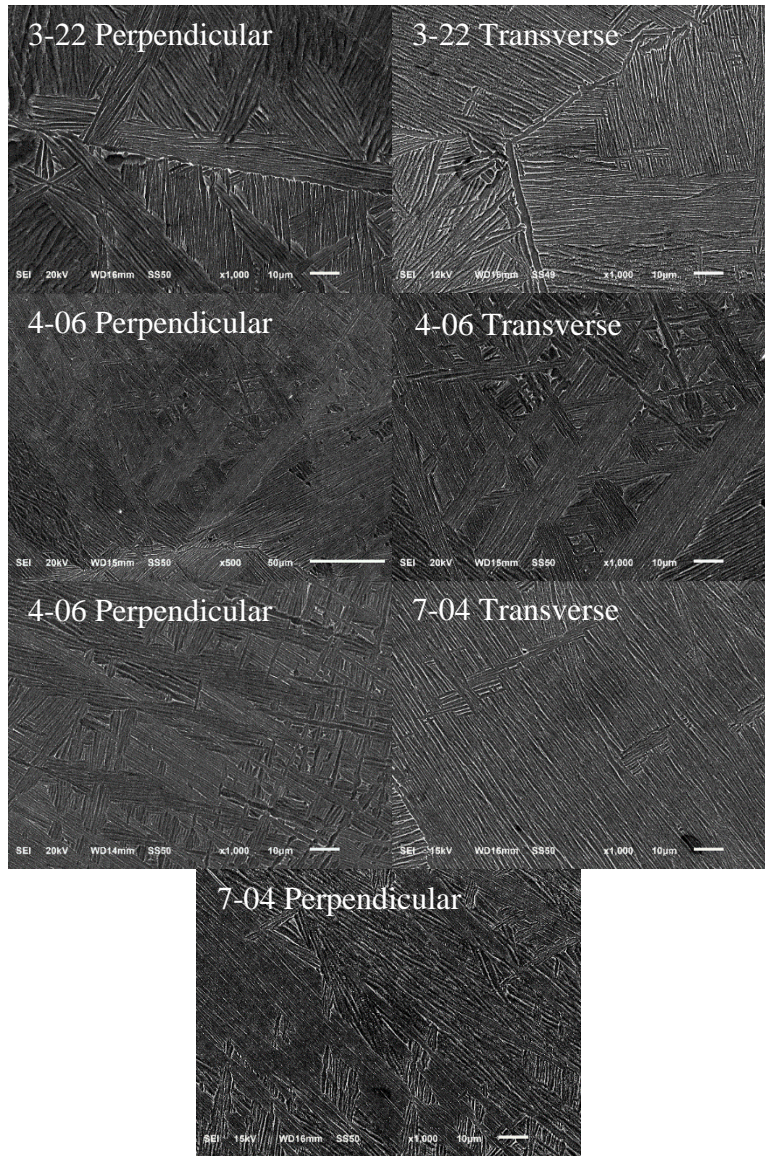 3-22 Perpendicular
3-22 Transverse
SEI 20kV WD16mm SS50 x1,000 10µm
SEI 12kV WD15mm SS49 x1,000 10µm
4-06 Perpendicular
4-06 Transverse
SEI 20kV WD15mm SS50 x500 50µm
SEI 20kV WD15mm SS50 x1,000 10µm
4-06 Perpendicular
7-04 Transverse
SEI 20kV WD14mm SS50 x1,000 10µm
SEI 15kV WD16mm SS50 x1,000 10µm
7-04 Perpendicular
SEI 15kV WD16mm SS50 x1,000 10µm